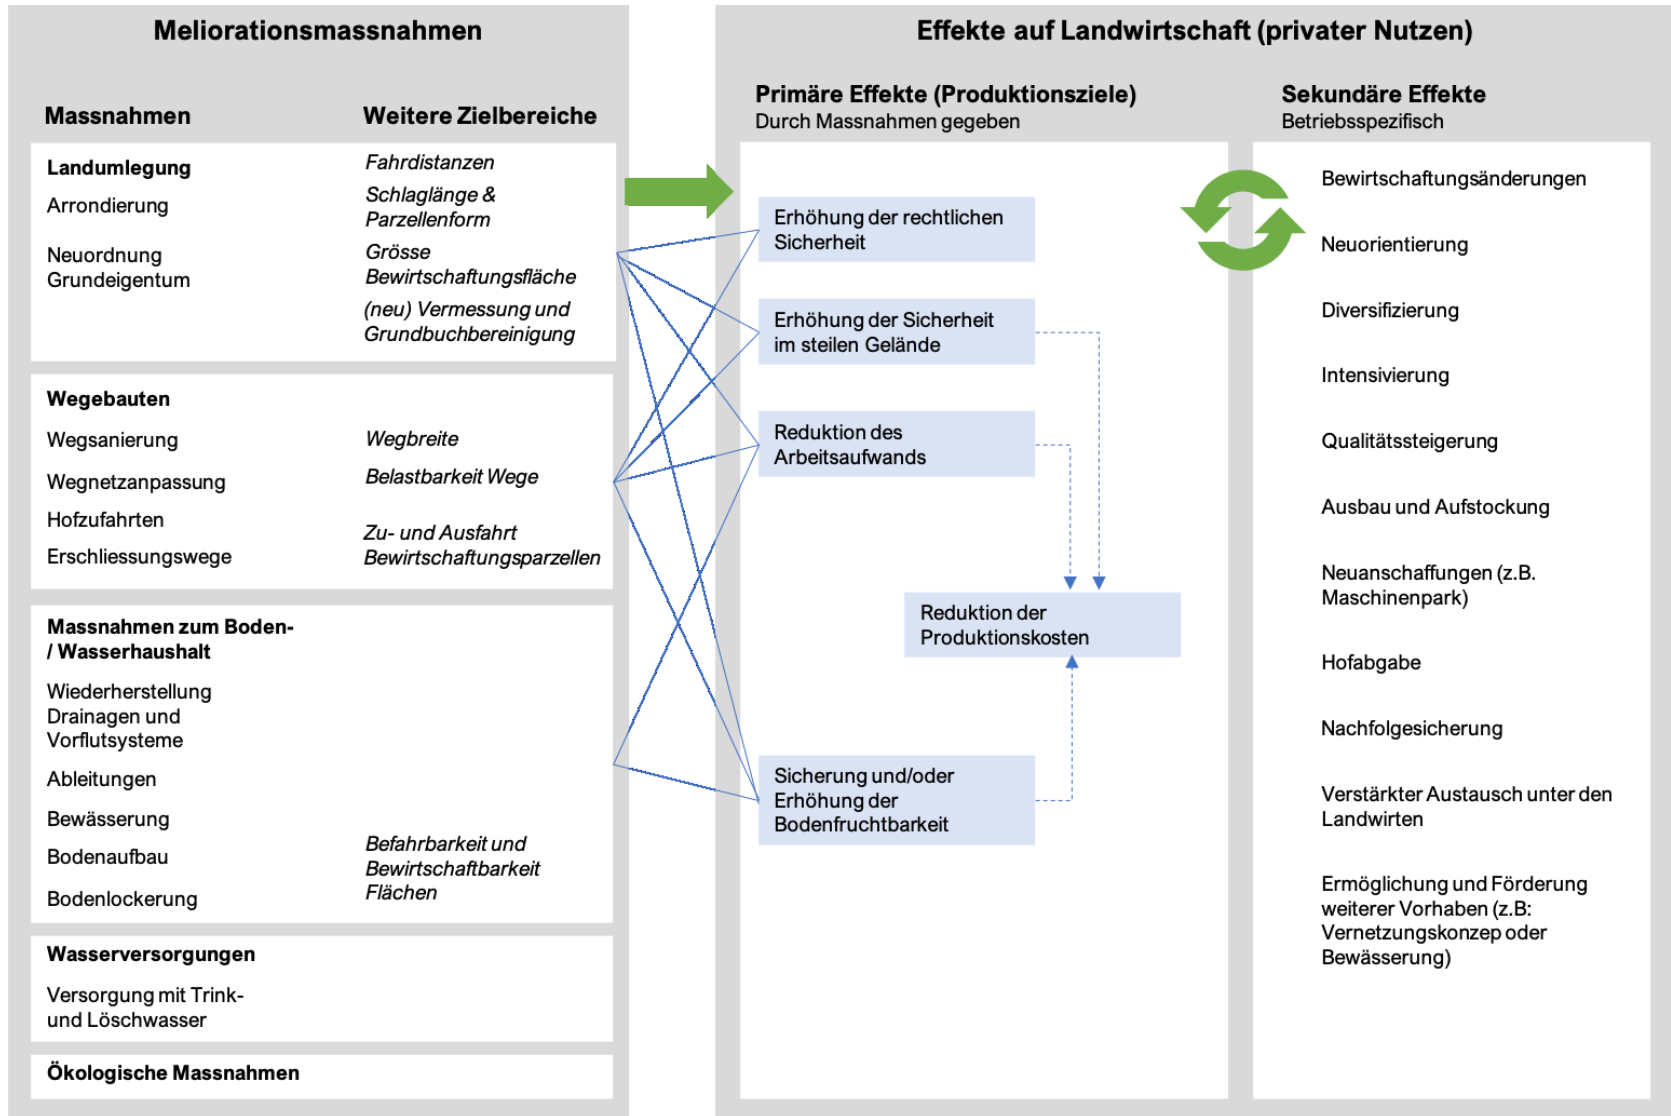 Meliorationsmassnahmen
Massnahmen
Weitere Zielbereiche
Landumlegung
Arrondierung
Neuordnung
Grundeigentum
Fahrdistanzen
Schlaglänge &
Parzellenform
Grösse
Bewirtschaftungsfläche
(neu) Vermessung und
Grundbuchbereinigung
Wegebauten
Wegsanierung
Wegnetzanpassung
Hofzufahrten
Erschliessungswege
Wegbreite
Belastbarkeit Wege
Zu- und Ausfahrt
Bewirtschaftungsparzellen
Massnahmen zum Boden-
/ Wasserhaushalt
Wiederherstellung
Drainagen und
Vorflutsysteme
Ableitungen
Bewässerung
Bodenaufbau
Bodenlockerung
Befahrbarkeit und
Bewirtschaftbarkeit
Flächen
Wasserversorgungen
Versorgung mit Trink-
und Löschwasser
Ökologische Massnahmen
Effekte auf Landwirtschaft (privater Nutzen)
Primäre Effekte (Produktionsziele)
Durch Massnahmen gegeben
Erhöhung der rechtlichen
Sicherheit
Erhöhung der Sicherheit
im steilen Gelände
Reduktion des
Arbeitsaufwands
Reduktion der
Produktionskosten
Sicherung und/oder
Erhöhung der
Bodenfruchtbarkeit
Sekundäre Effekte
Betriebsspezifisch
Bewirtschaftungsänderungen
Neuorientierung
Diversifizierung
Intensivierung
Qualitätssteigerung
Ausbau und Aufstockung
Neuanschaffungen (z.B.
Maschinenpark)
Hofabgabe
Nachfolgesicherung
Verstärkter Austausch unter den
Landwirten
Ermöglichung und Förderung
weiterer Vorhaben (z.B:
Vernetzungskonzep oder
Bewässerung)